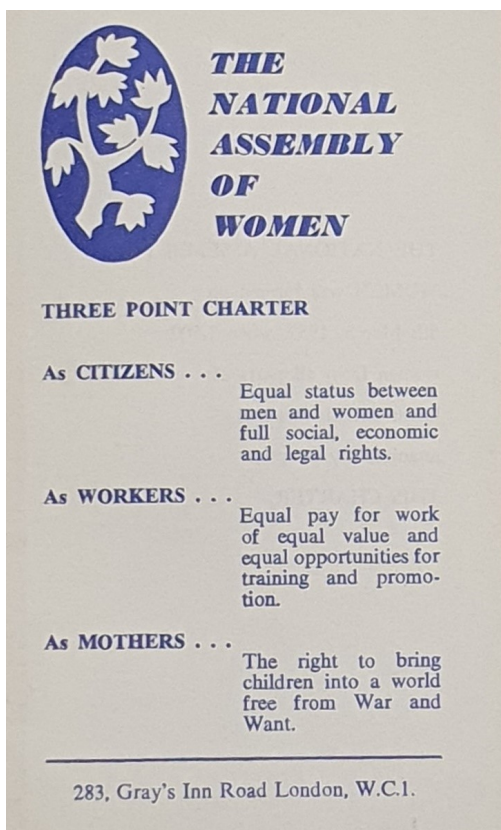 THE
NATIONAL
ASSEMBLY
OF
WOMEN
THREE POINT CHARTER
As CITIZENS . . .
Equal status between
men and women and
full social, economic
and legal rights.
As WORKERS . . .
Equal pay for work
of equal value and
equal opportunities for
training and promo-
tion.
As MOTHERS . . .
The right to bring
children into a world
free from War and
Want.
283, Gray's Inn Road London, W.C.1.